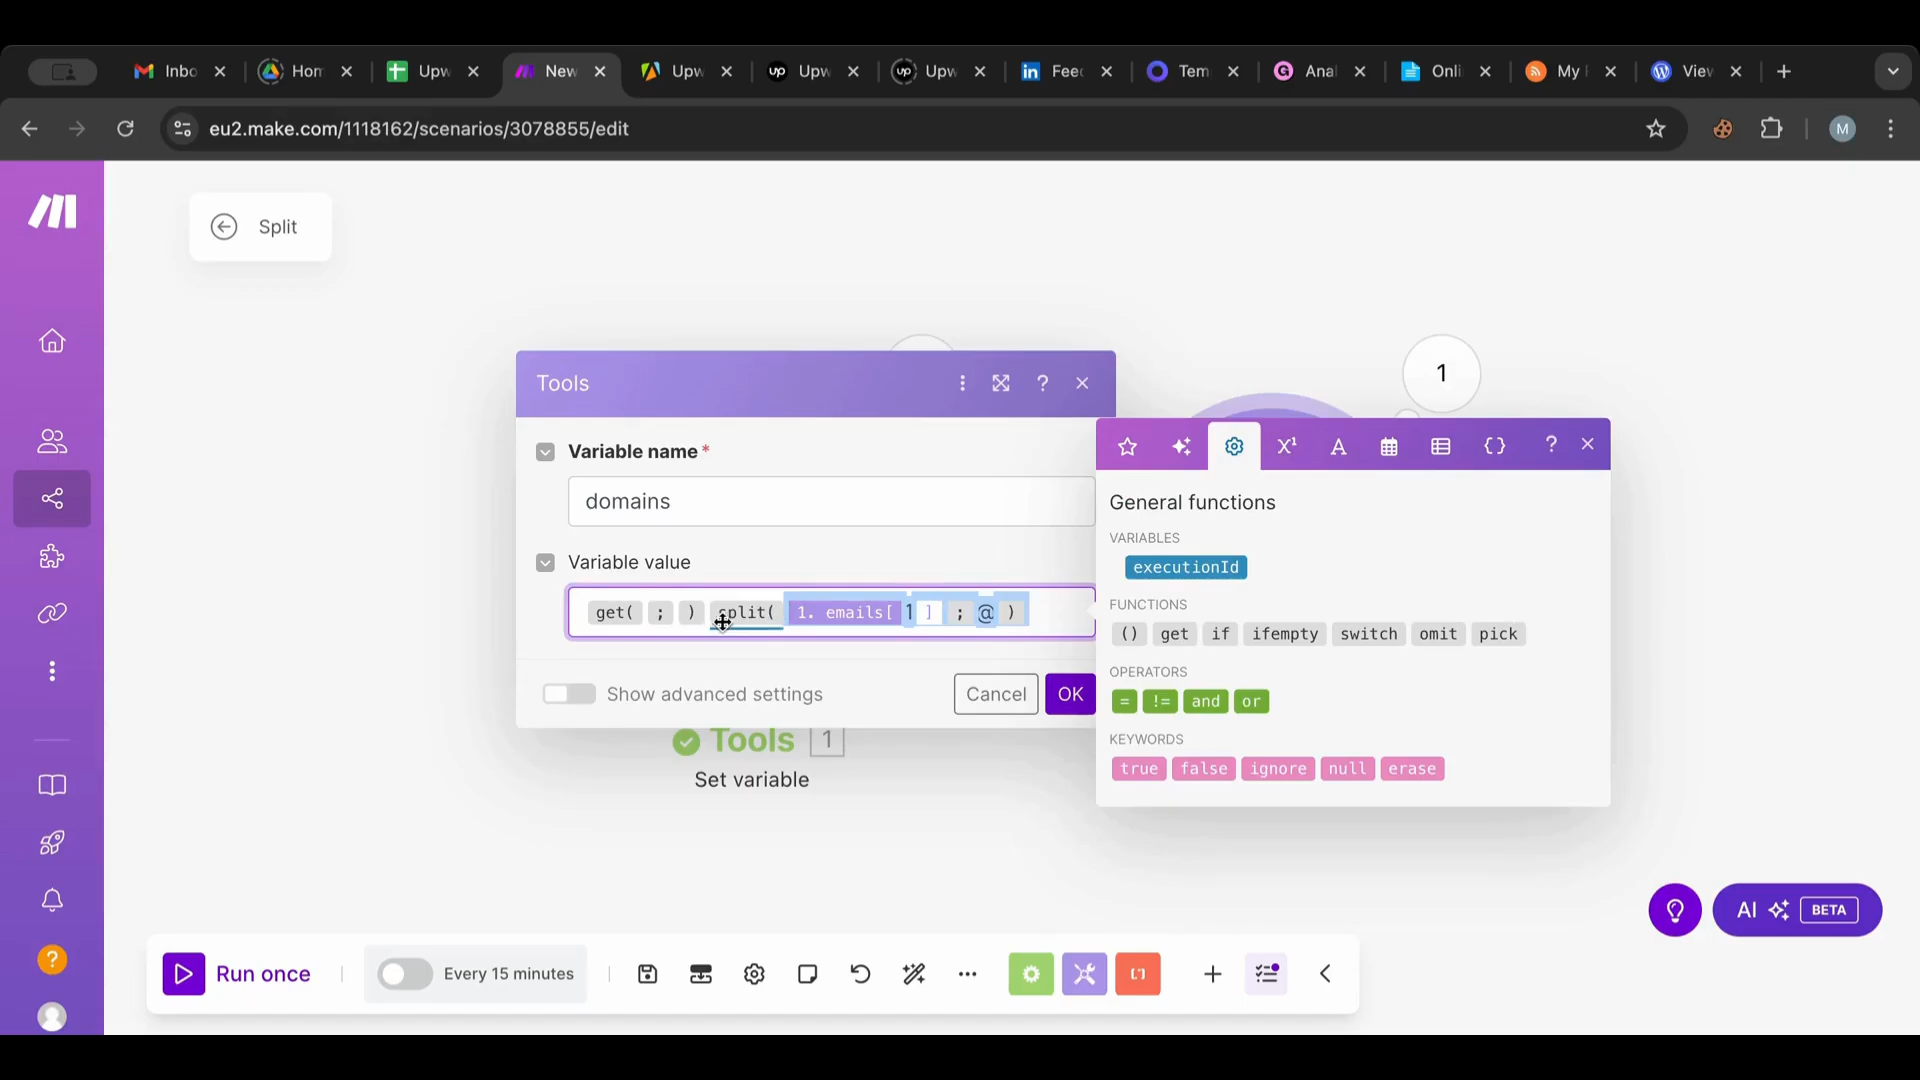 Inbo
Hom
Upw
New
Upw
Upw
Upw
Feec
Tem
Anal
Onli
My
View
eu2.make.com/1118162/scenarios/3078855/edit
M
Split
1
Tools
Variable name*
domains
Variable value
get( ; ) split( 1. emails[ 1 ] ; @ )
Show advanced settings
Cancel
OK
General functions
VARIABLES
executionId
FUNCTIONS
() get if ifempty switch omit pick
OPERATORS
= != and or
KEYWORDS
true false ignore null erase
Tools 1
Set variable
AI BETA
Run once
Every 15 minutes